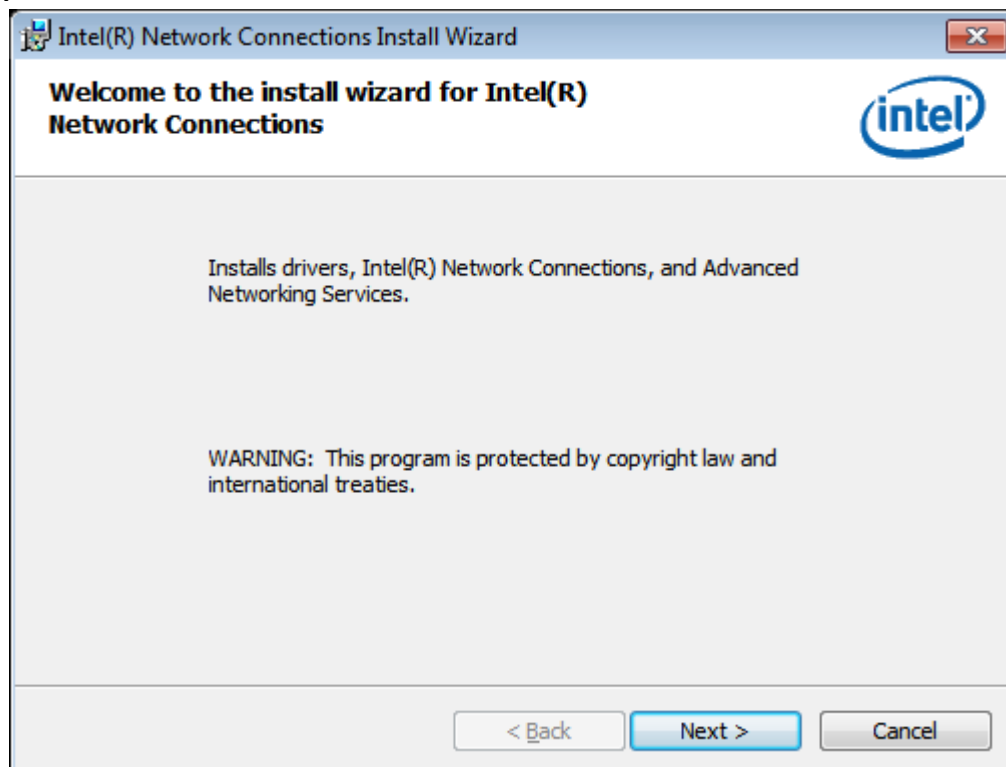 Intel(R) Network Connections Install Wizard
Welcome to the install wizard for Intel(R)
Network Connections
intel
Installs drivers, Intel(R) Network Connections, and Advanced
Networking Services.
WARNING:  This program is protected by copyright law and
international treaties.
< Back
Next >
Cancel